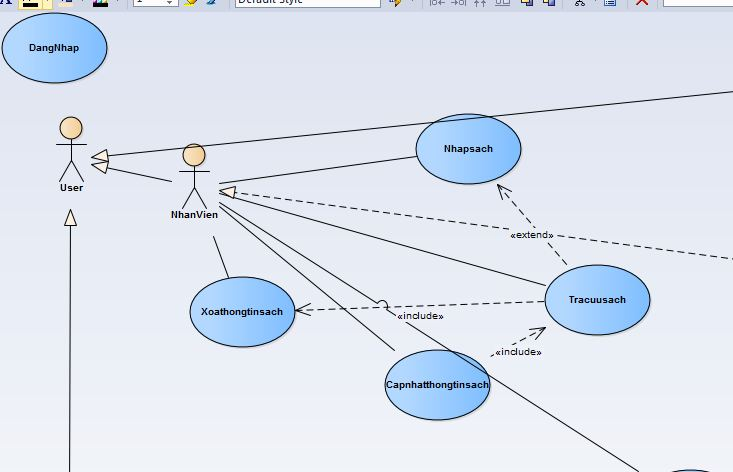 Default Style
DangNhap
Nhapsach
User
NhanVien
«extend»
Tracuusach
Xoathongtinsach
«include»
«include»
Capnhatthongtinsach